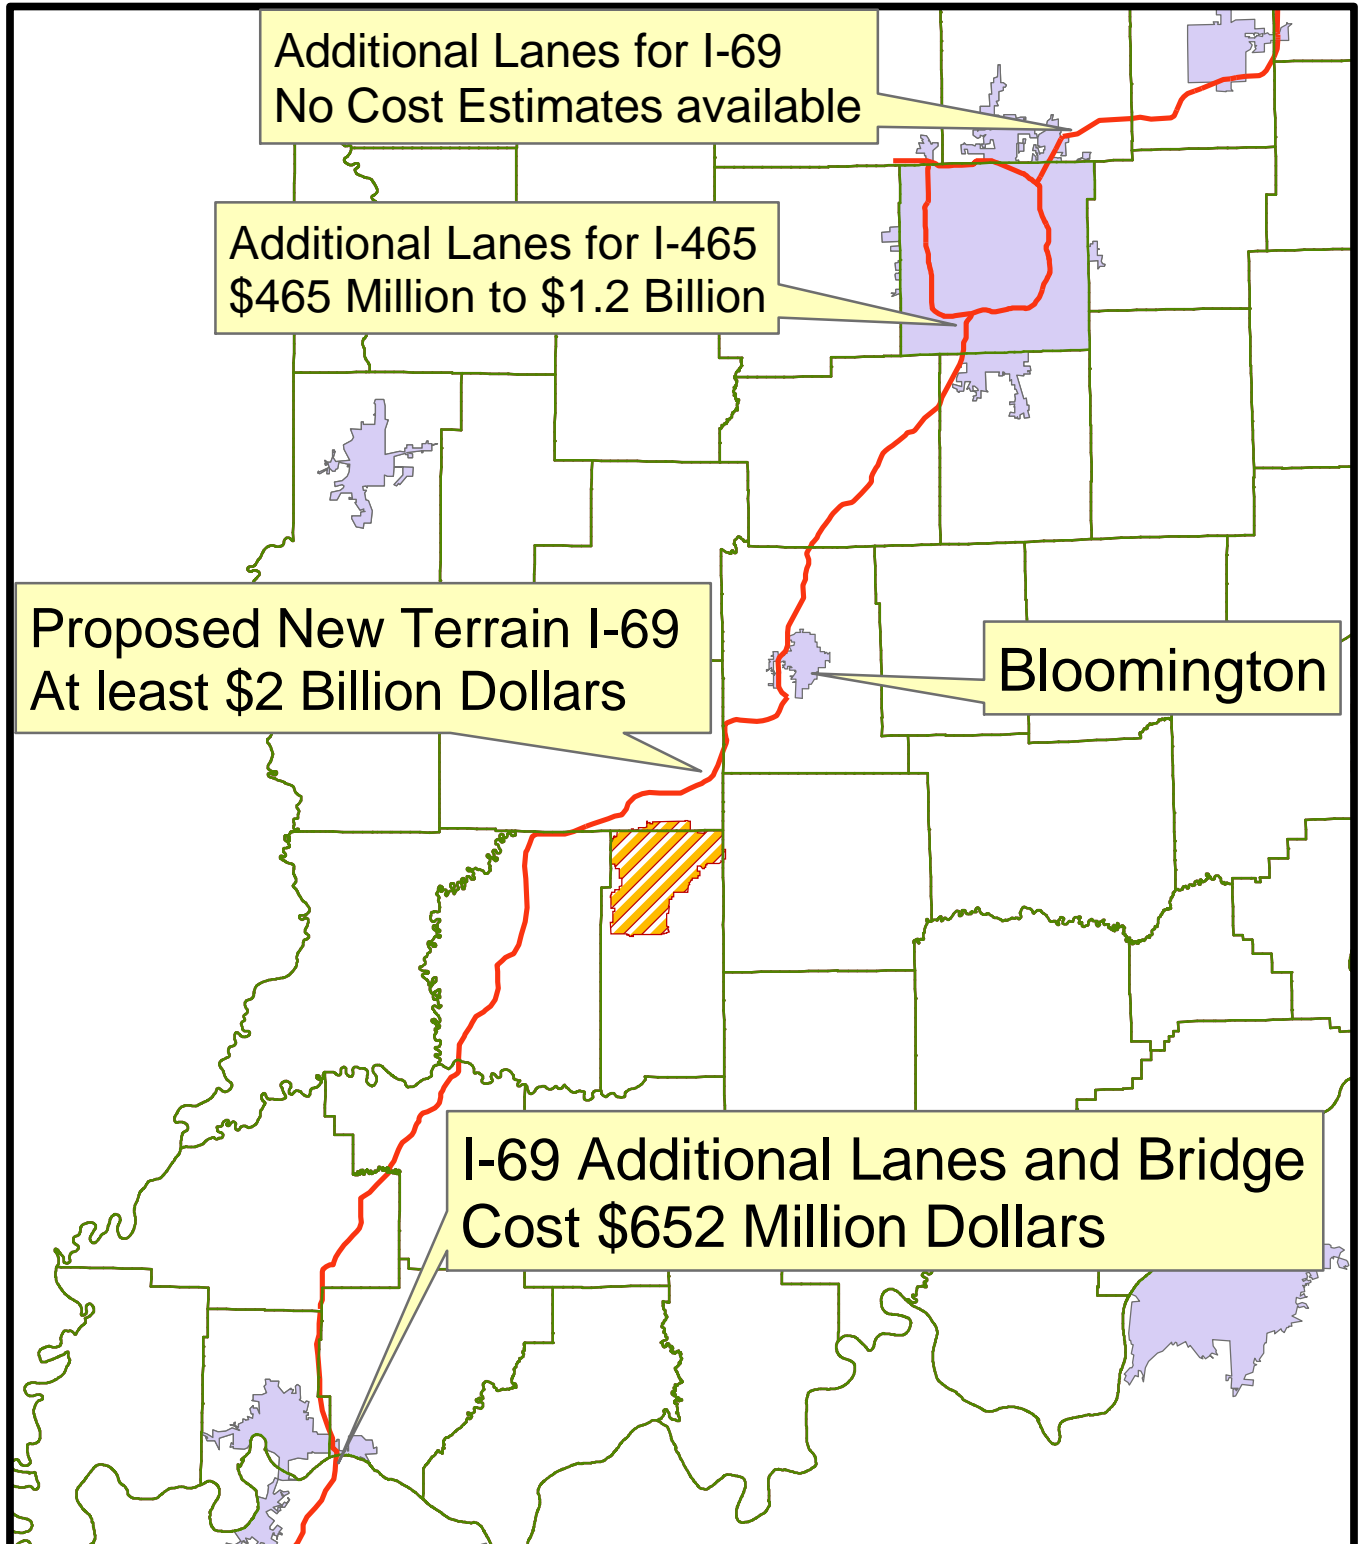 Additional Lanes for I-69
No Cost Estimates available
Additional Lanes for I-465
$465 Million to $1.2 Billion
Proposed New Terrain I-69
At least $2 Billion Dollars
Bloomington
I-69 Additional Lanes and Bridge
Cost $652 Million Dollars